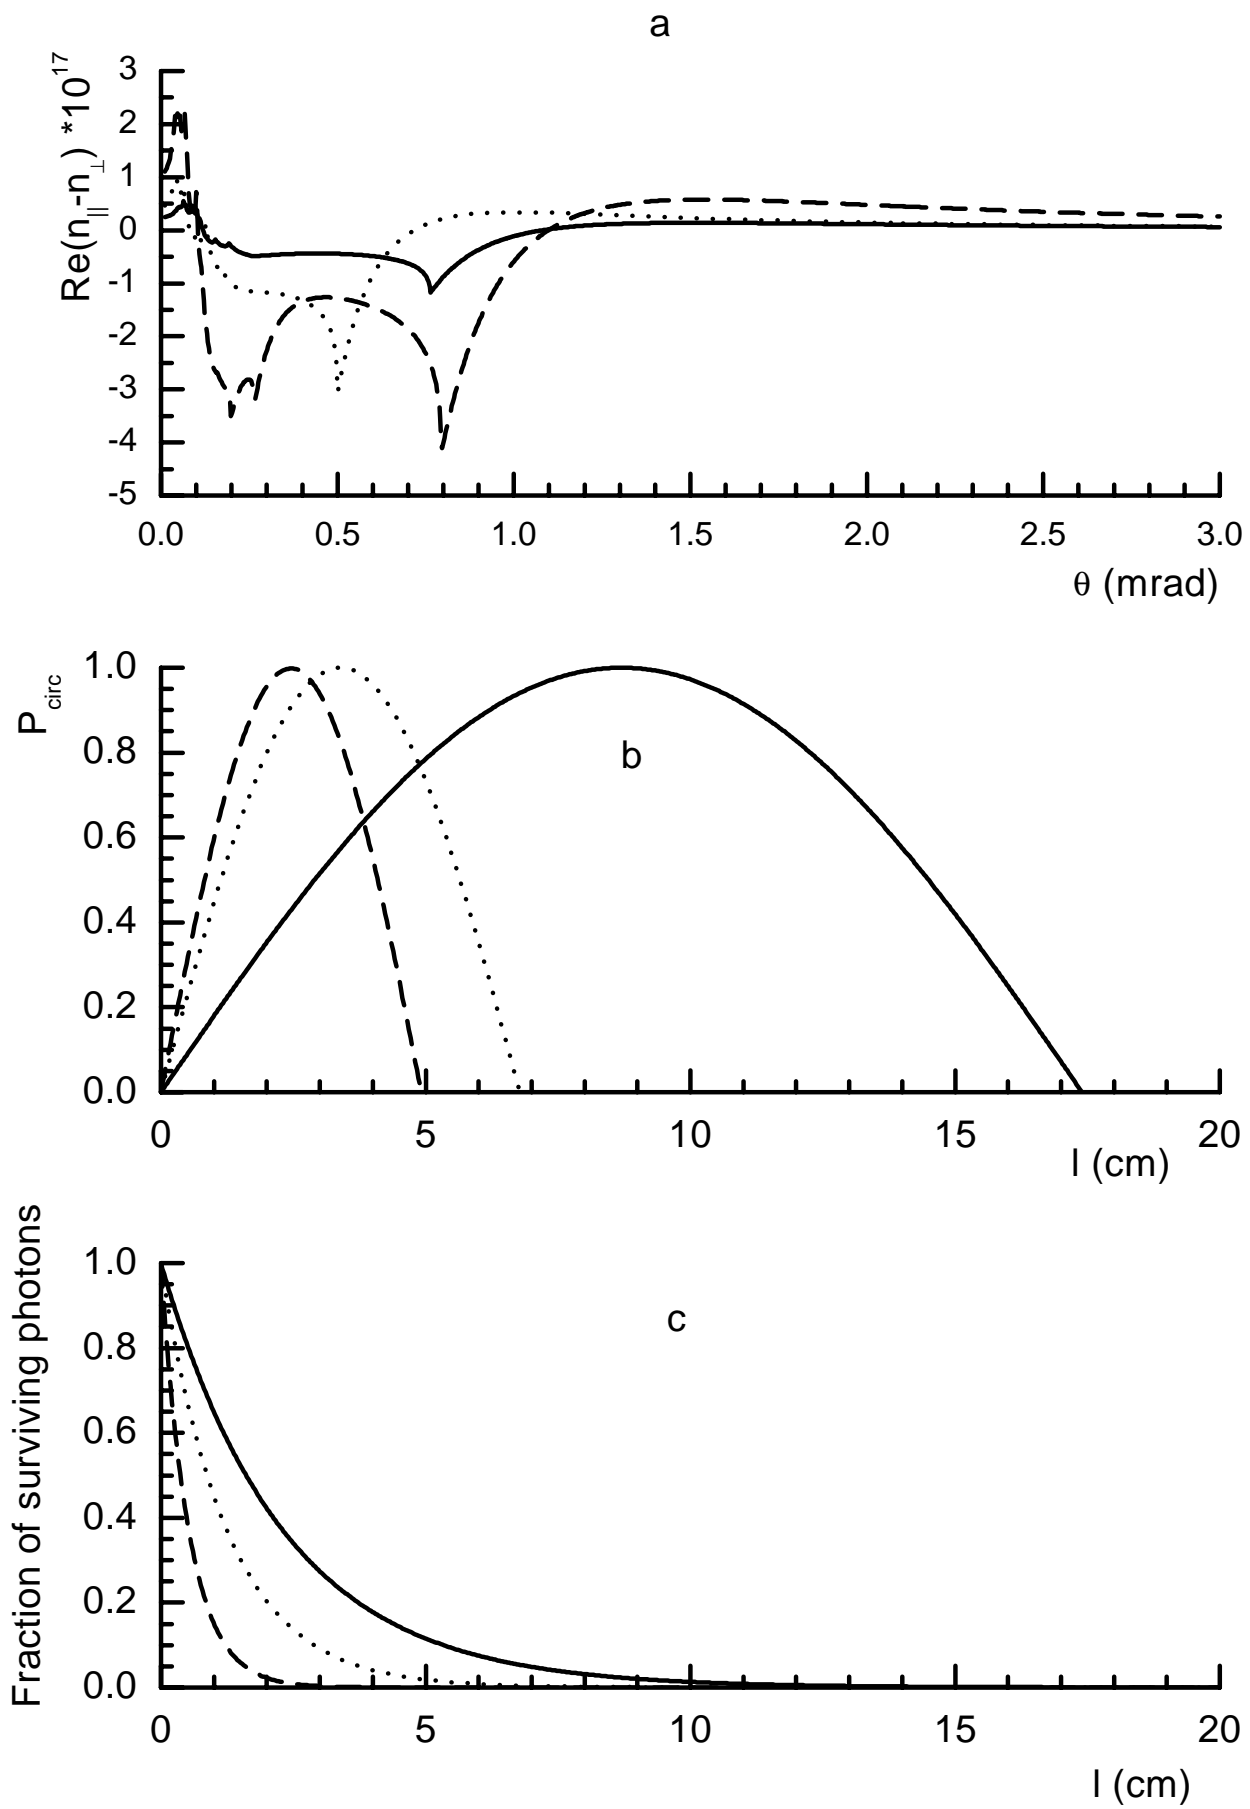 a
Re(n||-n⊥) *10^17
3
2
1
0
-1
-2
-3
-4
-5
0.0 0.5 1.0 1.5 2.0 2.5 3.0
θ (mrad)
P_circ
1.0
0.8
0.6
0.4
0.2
0.0
b
0 5 10 15 20
l (cm)
Fraction of surviving photons
1.0
0.8
0.6
0.4
0.2
0.0
c
0 5 10 15 20
l (cm)